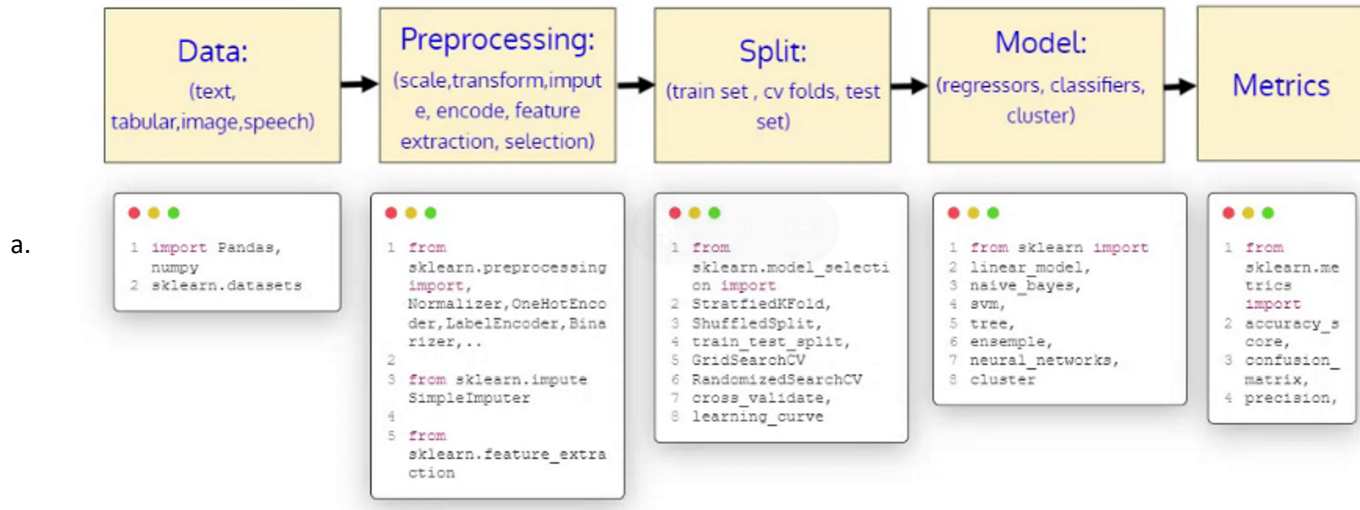 Data:
(text,
tabular,image,speech)
Preprocessing:
(scale,transform,imput
e, encode, feature
extraction, selection)
Split:
(train set , cv folds, test
set)
Model:
(regressors, classifiers,
cluster)
Metrics
a.
1 import Pandas,
numpy
2 sklearn.datasets
1 from
sklearn.preprocessing
import,
Normalizer,OneHotEnco
der,LabelEncoder,Bina
rizer,..
2
3 from sklearn.impute
SimpleImputer
4
5 from
sklearn.feature_extra
ction
1 from
sklearn.model_selecti
on import
2 StratfiedKFold,
3 ShuffledSplit,
4 train_test_split,
5 GridSearchCV
6 RandomizedSearchCV
7 cross_validate,
8 learning_curve
1 from sklearn import
2 linear_model,
3 naive_bayes,
4 svm,
5 tree,
6 ensemple,
7 neural_networks,
8 cluster
1 from
sklearn.me
trics
import
2 accuracy_s
core,
3 confusion_
matrix,
4 precision,